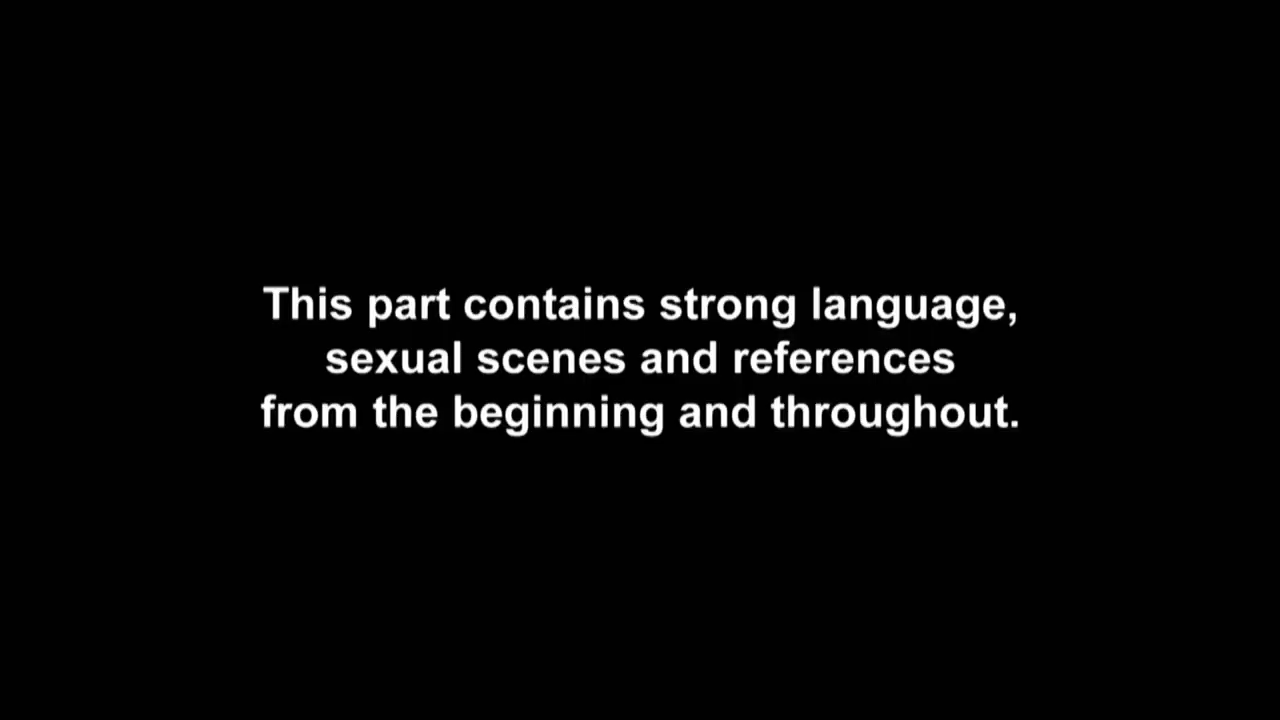 This part contains strong language,
sexual scenes and references
from the beginning and throughout.